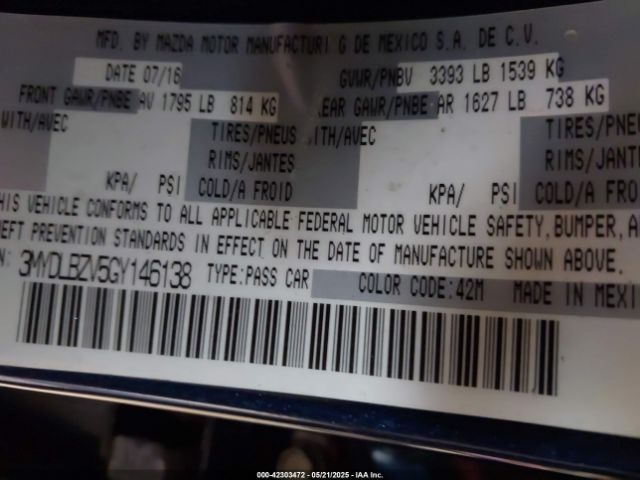 MFD. BY MAZDA MOTOR MANUFACTURI G DE MEXICO S.A. DE C.V.
DATE 07/16 GVWR/PNBV 3393 LB 1539 KG
FRONT GAWR/PNBE AV 1795 LB 814 KG EAR GAWR/PNBE AR 1627 LB 738 KG
WITH/AVEC TIRES/PNEUS ITH/AVEC TIRES/PNEU
RIMS/JANTES RIMS/JANTE
KPA/ PSI COLD/A FROID KPA/ PSI COLD/A FROID
HIS VEHICLE CONFORMS TO ALL APPLICABLE FEDERAL MOTOR VEHICLE SAFETY, BUMPER, A
HEFT PREVENTION STANDARDS IN EFFECT ON THE DATE OF MANUFACTURE SHOWN ABOVE.
N: 3MYDLBZV5GY146138 TYPE:PASS CAR COLOR CODE:42M MADE IN MEXI
000-42303472 - 05/21/2025 - IAA Inc.